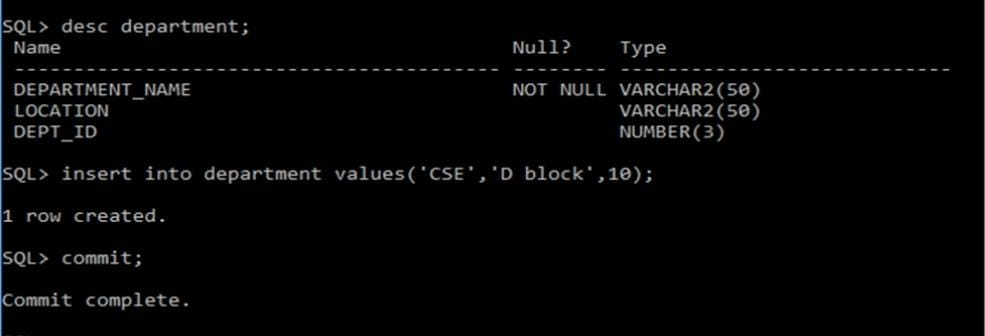 SQL> desc department;
Name Null? Type
----------------------------------------- -------- ----------------------------
DEPARTMENT_NAME NOT NULL VARCHAR2(50)
LOCATION VARCHAR2(50)
DEPT_ID NUMBER(3)
SQL> insert into department values('CSE','D block',10);
1 row created.
SQL> commit;
Commit complete.